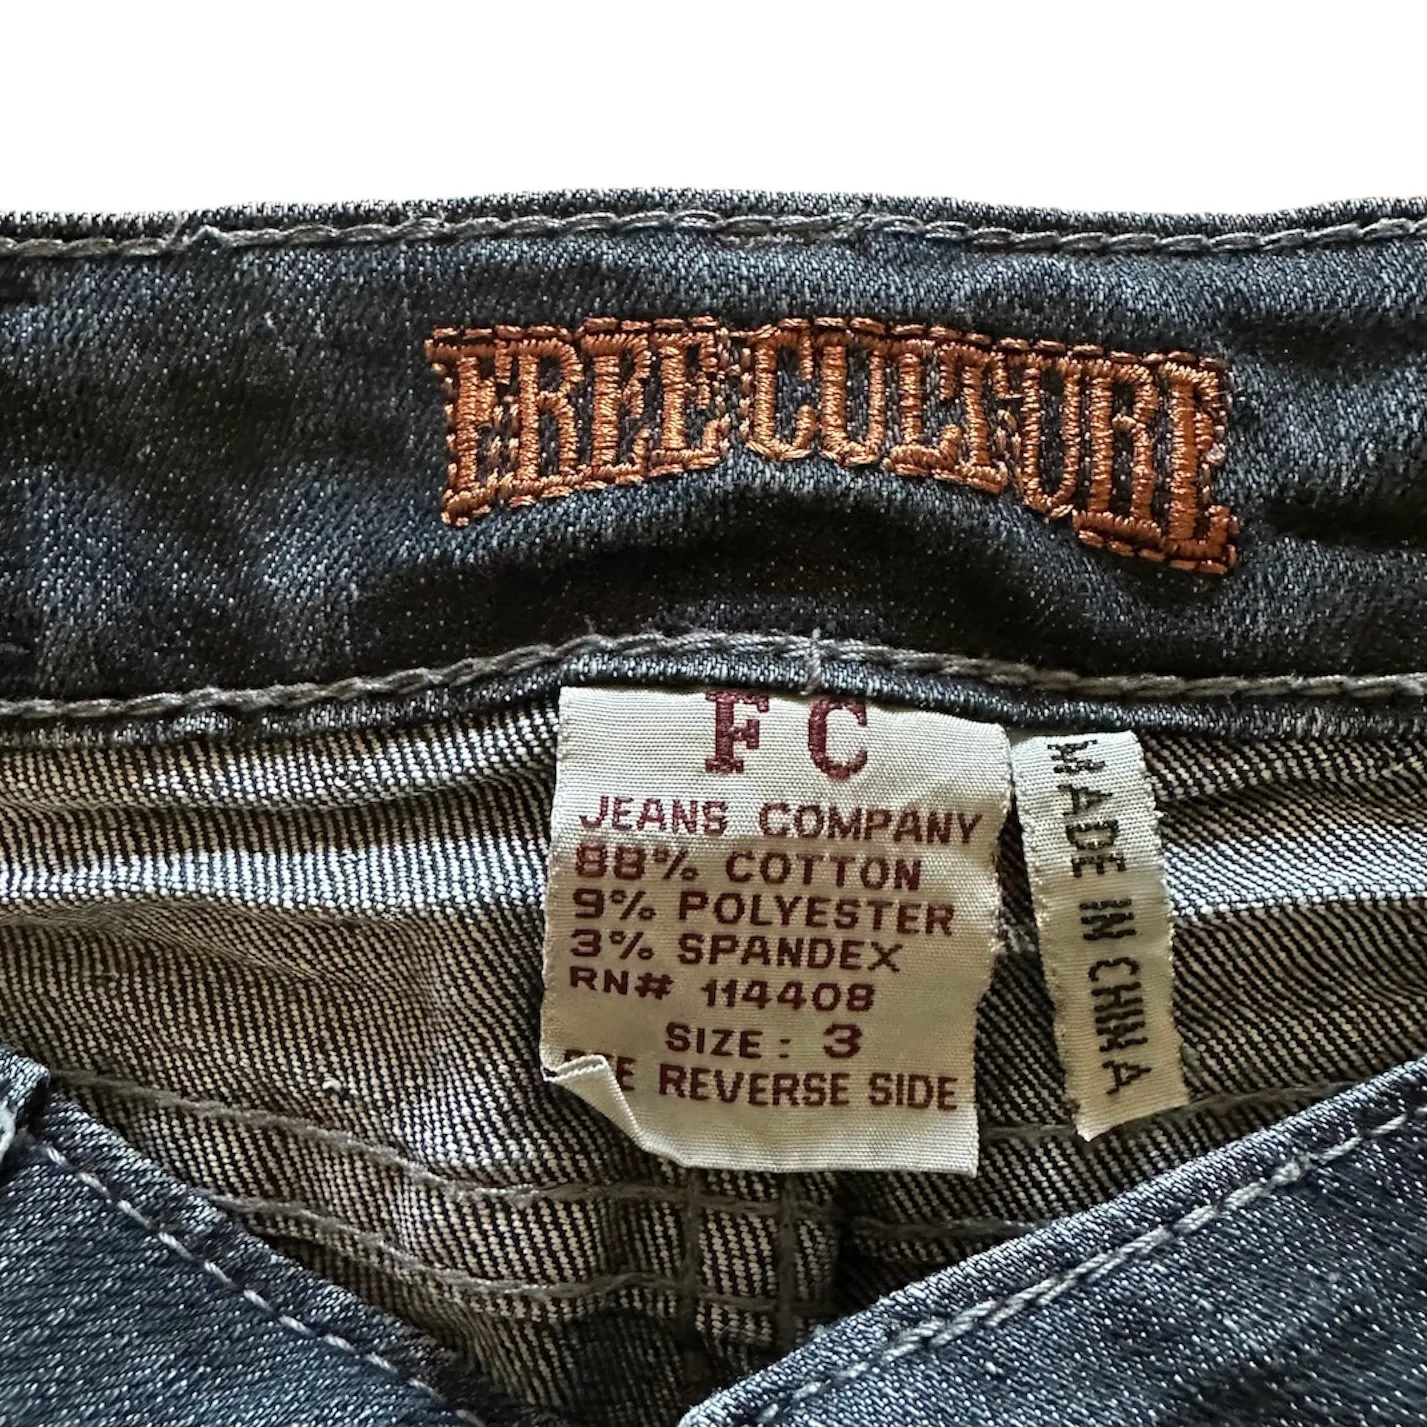 FREE CULTURE
F C
JEANS COMPANY
88% COTTON
9% POLYESTER
3% SPANDEX
RN# 114408
SIZE: 3
REVERSE SIDE
MADE IN CHINA